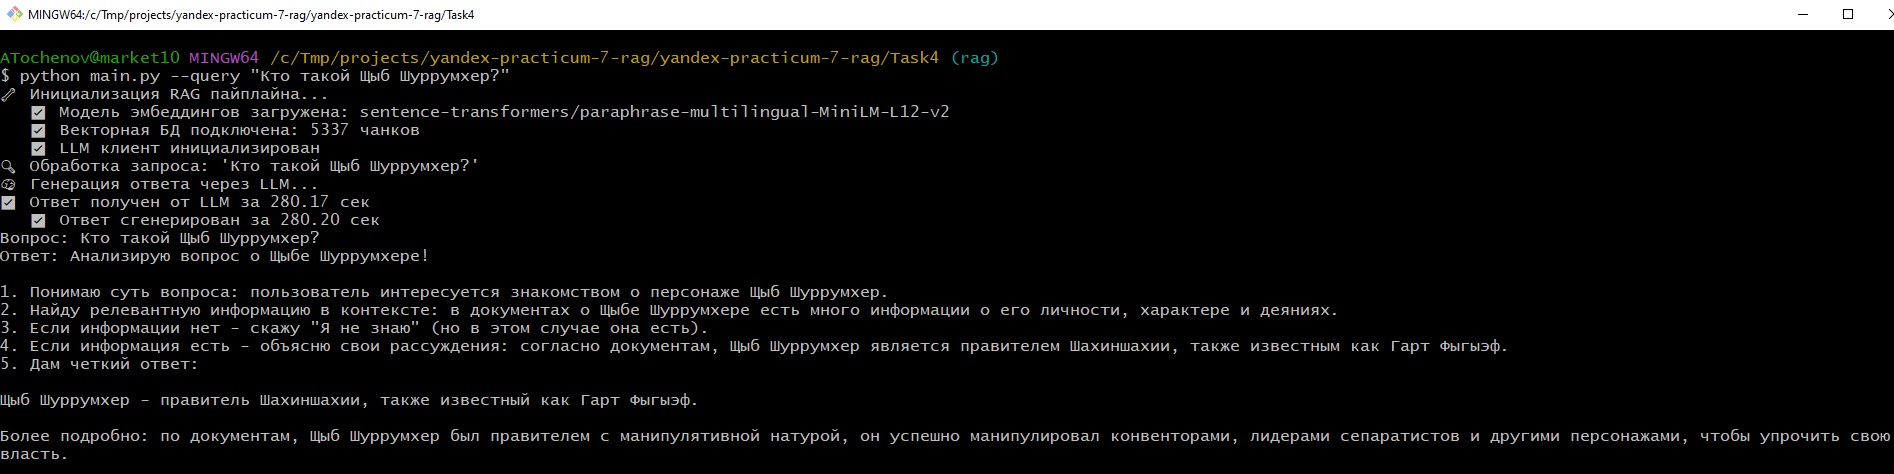 MINGW64:/c/Tmp/projects/yandex-practicum-7-rag/yandex-practicum-7-rag/Task4
ATochenov@market10 MINGW64 /c/Tmp/projects/yandex-practicum-7-rag/yandex-practicum-7-rag/Task4 (rag)
$ python main.py --query "Кто такой Щыб Шуррумхер?"
Инициализация RAG пайплайна...
Модель эмбеддингов загружена: sentence-transformers/paraphrase-multilingual-MiniLM-L12-v2
Векторная БД подключена: 5337 чанков
LLM клиент инициализирован
Обработка запроса: 'Кто такой Щыб Шуррумхер?'
Генерация ответа через LLM...
Ответ получен от LLM за 280.17 сек
Ответ сгенерирован за 280.20 сек
Вопрос: Кто такой Щыб Шуррумхер?
Ответ: Анализирую вопрос о Щыбе Шуррумхере!
1. Понимаю суть вопроса: пользователь интересуется знакомством о персонаже Щыб Шуррумхер.
2. Найду релевантную информацию в контексте: в документах о Щыбе Шуррумхере есть много информации о его личности, характере и деяниях.
3. Если информации нет - скажу "Я не знаю" (но в этом случае она есть).
4. Если информация есть - объясню свои рассуждения: согласно документам, Щыб Шуррумхер является правителем Шахиншахии, также известным как Гарт Фыгыэф.
5. Дам четкий ответ:
Щыб Шуррумхер - правитель Шахиншахии, также известный как Гарт Фыгыэф.
Более подробно: по документам, Щыб Шуррумхер был правителем с манипулятивной натурой, он успешно манипулировал конвенторами, лидерами сепаратистов и другими персонажами, чтобы упрочить свою
власть.